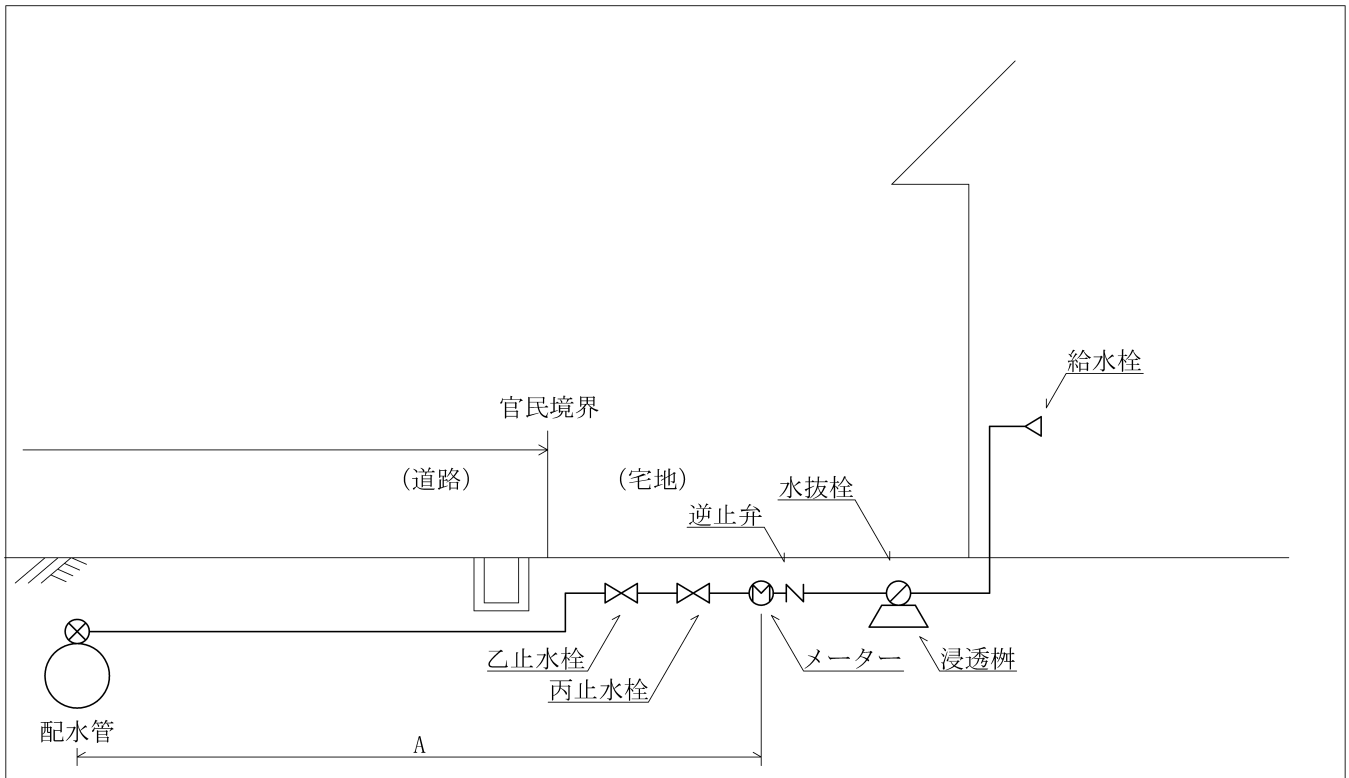 給水栓
官民境界
(道路)
(宅地)
水抜栓
逆止弁
乙止水栓
メーター
浸透桝
丙止水栓
配水管
A